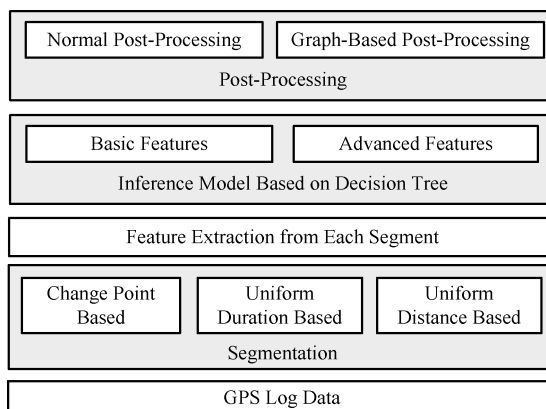 Normal Post-Processing
Graph-Based Post-Processing
Post-Processing
Basic Features
Advanced Features
Inference Model Based on Decision Tree
Feature Extraction from Each Segment
Change Point
Based
Uniform
Duration Based
Uniform
Distance Based
Segmentation
GPS Log Data